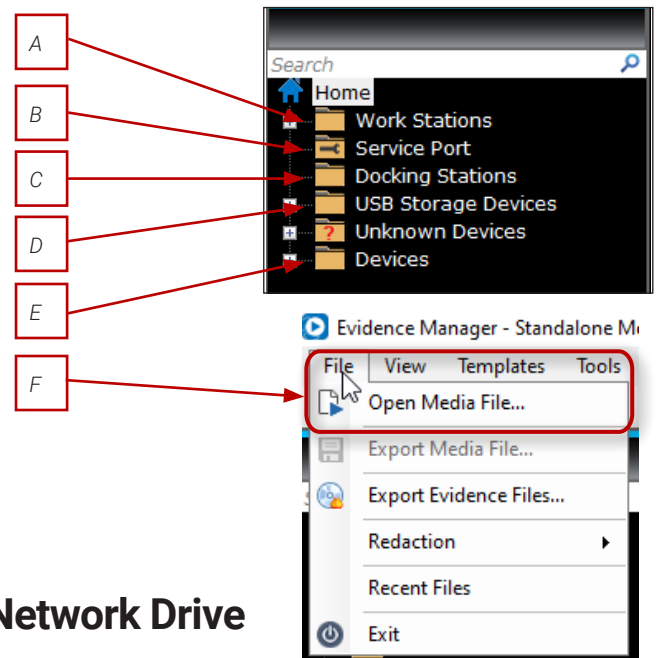 A
B
C
D
E
F
Search
Home
Work Stations
Service Port
Docking Stations
USB Storage Devices
? Unknown Devices
Devices
Evidence Manager - Standalone
File View Templates Tools
Open Media File...
Export Media File...
Export Evidence Files...
Redaction
Recent Files
Exit
Network Drive